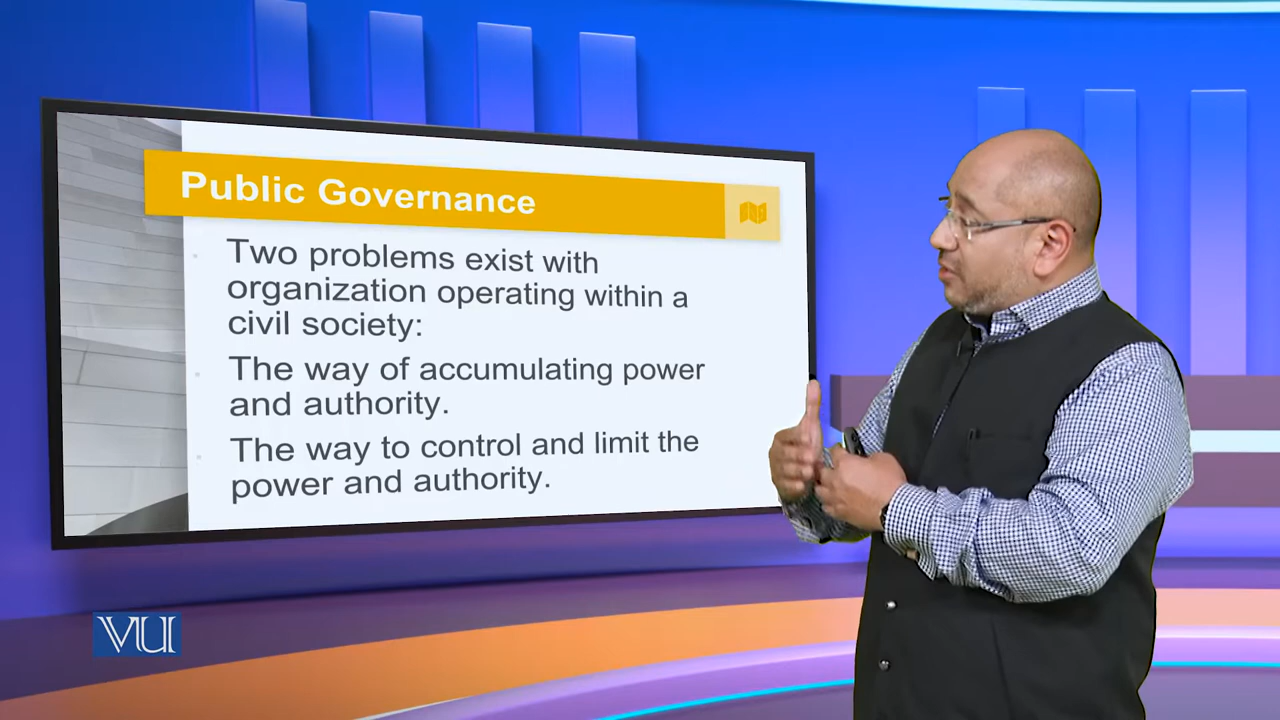 Public Governance
Two problems exist with
organization operating within a
civil society:
The way of accumulating power
and authority.
The way to control and limit the
power and authority.
VU